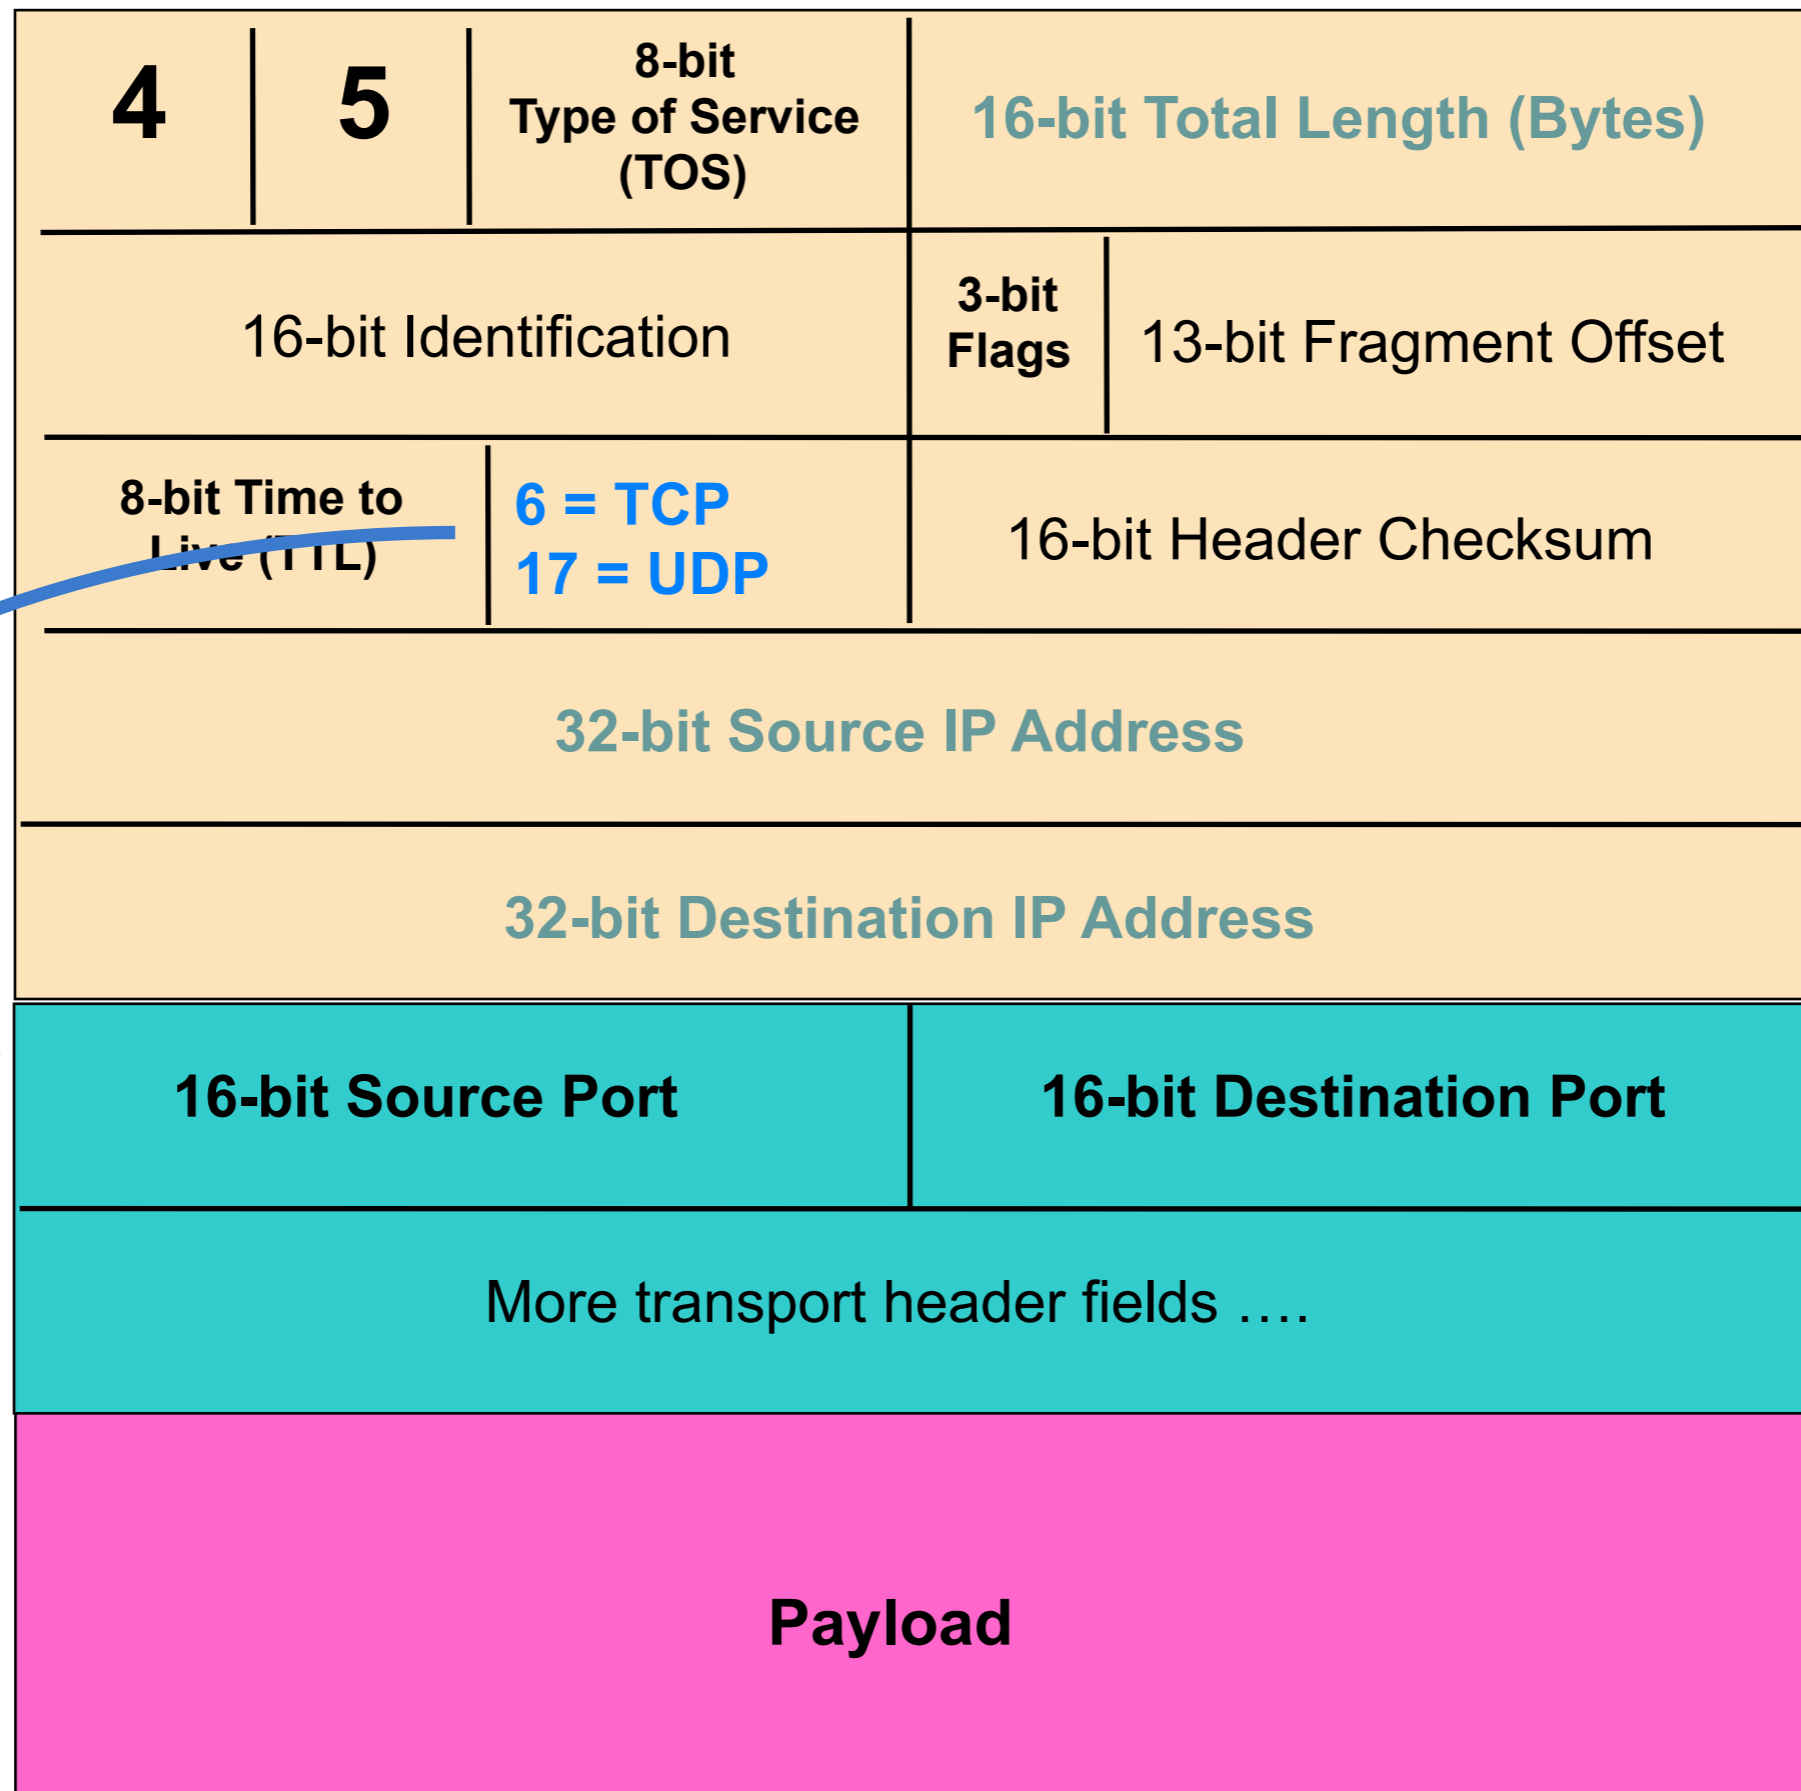 4
5
8-bit
Type of Service
(TOS)
16-bit Total Length (Bytes)
16-bit Identification
3-bit
Flags
13-bit Fragment Offset
8-bit Time to
Live (TTL)
6 = TCP
17 = UDP
16-bit Header Checksum
32-bit Source IP Address
32-bit Destination IP Address
16-bit Source Port
16-bit Destination Port
More transport header fields ….
Payload